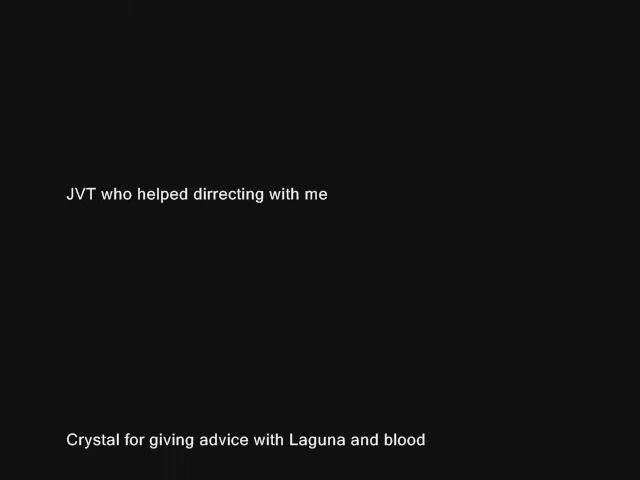 JVT who helped dirrecting with me
Crystal for giving advice with Laguna and blood